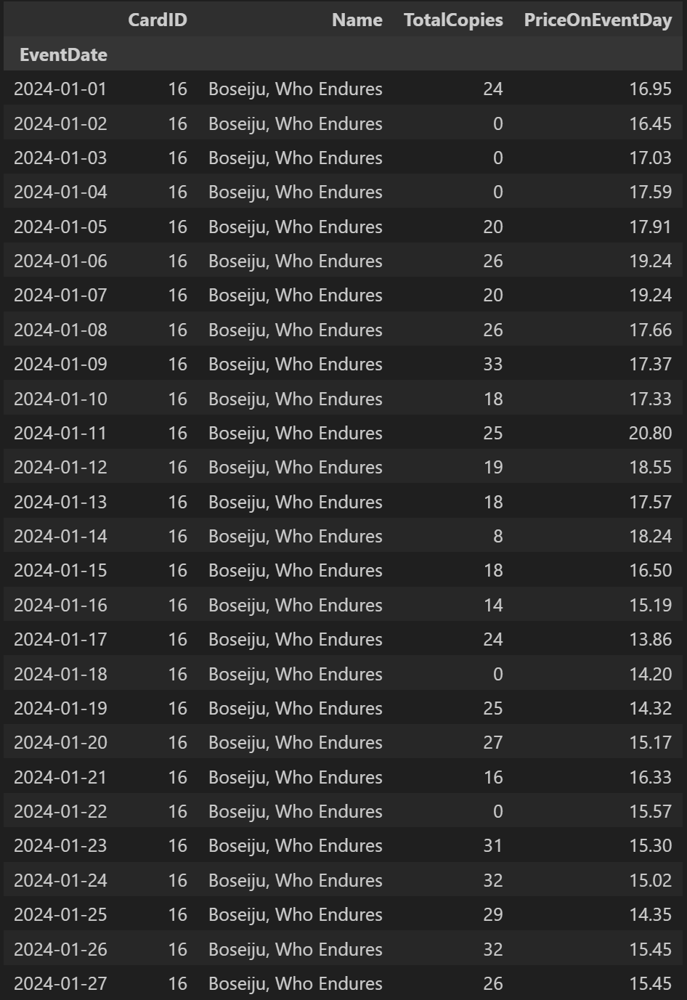 CardID Name TotalCopies PriceOnEventDay
EventDate
2024-01-01 16 Boseiju, Who Endures 24 16.95
2024-01-02 16 Boseiju, Who Endures 0 16.45
2024-01-03 16 Boseiju, Who Endures 0 17.03
2024-01-04 16 Boseiju, Who Endures 0 17.59
2024-01-05 16 Boseiju, Who Endures 20 17.91
2024-01-06 16 Boseiju, Who Endures 26 19.24
2024-01-07 16 Boseiju, Who Endures 20 19.24
2024-01-08 16 Boseiju, Who Endures 26 17.66
2024-01-09 16 Boseiju, Who Endures 33 17.37
2024-01-10 16 Boseiju, Who Endures 18 17.33
2024-01-11 16 Boseiju, Who Endures 25 20.80
2024-01-12 16 Boseiju, Who Endures 19 18.55
2024-01-13 16 Boseiju, Who Endures 18 17.57
2024-01-14 16 Boseiju, Who Endures 8 18.24
2024-01-15 16 Boseiju, Who Endures 18 16.50
2024-01-16 16 Boseiju, Who Endures 14 15.19
2024-01-17 16 Boseiju, Who Endures 24 13.86
2024-01-18 16 Boseiju, Who Endures 0 14.20
2024-01-19 16 Boseiju, Who Endures 25 14.32
2024-01-20 16 Boseiju, Who Endures 27 15.17
2024-01-21 16 Boseiju, Who Endures 16 16.33
2024-01-22 16 Boseiju, Who Endures 0 15.57
2024-01-23 16 Boseiju, Who Endures 31 15.30
2024-01-24 16 Boseiju, Who Endures 32 15.02
2024-01-25 16 Boseiju, Who Endures 29 14.35
2024-01-26 16 Boseiju, Who Endures 32 15.45
2024-01-27 16 Boseiju, Who Endures 26 15.45